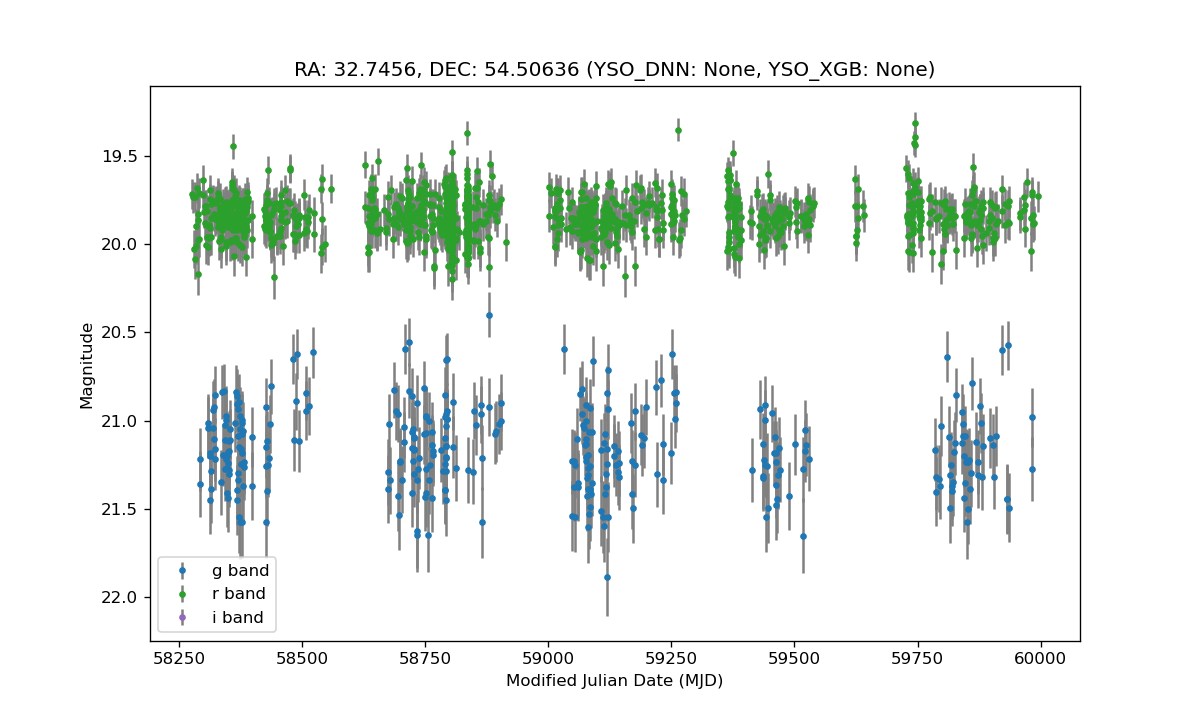 RA: 32.7456, DEC: 54.50636 (YSO_DNN: None, YSO_XGB: None)
Magnitude
19.5
20.0
20.5
21.0
21.5
22.0
g band
r band
i band
58250 58500 58750 59000 59250 59500 59750 60000
Modified Julian Date (MJD)